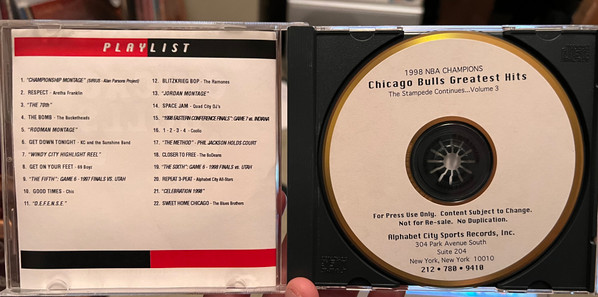 PLAYLIST
1. "CHAMPIONSHIP MONTAGE" (SIRIUS - Alan Parsons Project)
2. RESPECT - Aretha Franklin
3. "THE 70th"
4. THE BOMB - The Bucketheads
5. "RODMAN MONTAGE"
6. GET DOWN TONIGHT - KC and the Sunshine Band
7. "WINDY CITY HIGHLIGHT REEL"
8. GET ON YOUR FEET - 69 Boyz
9. "THE FIFTH": GAME 6 - 1997 FINALS VS. UTAH
10. GOOD TIMES - Chic
11. "D.E.F.E.N.S.E."
12. BLITZKRIEG BOP - The Ramones
13. "JORDAN MONTAGE"
14. SPACE JAM - Quad City DJ's
15. "1998 EASTERN CONFERENCE FINALS": GAME 7 vs. INDIANA
16. 1 - 2 - 3 - 4 - Coolio
17. "THE METHOD" - PHIL JACKSON HOLDS COURT
18. CLOSER TO FREE - The BoDeans
19. "THE SIXTH": GAME 6 - 1998 FINALS vs. UTAH
20. REPEAT 3-PEAT - Alphabet City All-Stars
21. "CELEBRATION 1998"
22. SWEET HOME CHICAGO - The Blues Brothers
1998 NBA CHAMPIONS
Chicago Bulls Greatest Hits
The Stampede Continues...Volume 3
For Press Use Only. Content Subject to Change.
Not for Re-sale. No Duplication.
Alphabet City Sports Records, Inc.
304 Park Avenue South
Suite 204
New York, New York 10010
212 • 780 • 9410